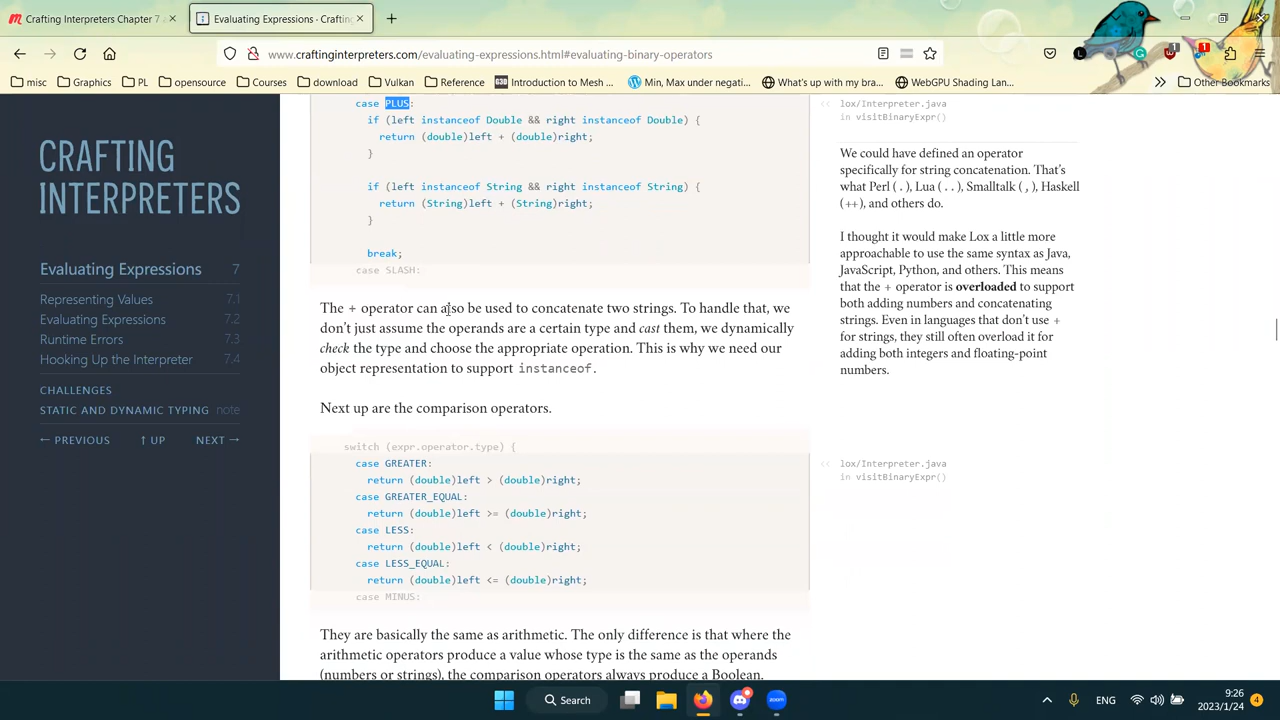 Crafting Interpreters Chapter 7
Evaluating Expressions · Crafting
www.craftinginterpreters.com/evaluating-expressions.html#evaluating-binary-operators
misc Graphics PL opensource Courses download Vulkan Reference Introduction to Mesh ... Min, Max under negati... What's up with my bra... WebGPU Shading Lan... Other Bookmarks
CRAFTING
INTERPRETERS
Evaluating Expressions 7
Representing Values 7.1
Evaluating Expressions 7.2
Runtime Errors 7.3
Hooking Up the Interpreter 7.4
CHALLENGES
STATIC AND DYNAMIC TYPING note
← PREVIOUS ↑ UP NEXT →
case PLUS:
if (left instanceof Double && right instanceof Double) {
return (double)left + (double)right;
}
if (left instanceof String && right instanceof String) {
return (String)left + (String)right;
}
break;
case SLASH:
The + operator can also be used to concatenate two strings. To handle that, we
don't just assume the operands are a certain type and cast them, we dynamically
check the type and choose the appropriate operation. This is why we need our
object representation to support instanceof.
Next up are the comparison operators.
switch (expr.operator.type) {
case GREATER:
return (double)left > (double)right;
case GREATER_EQUAL:
return (double)left >= (double)right;
case LESS:
return (double)left < (double)right;
case LESS_EQUAL:
return (double)left <= (double)right;
case MINUS:
They are basically the same as arithmetic. The only difference is that where the
arithmetic operators produce a value whose type is the same as the operands
(numbers or strings), the comparison operators always produce a Boolean.
lox/Interpreter.java
in visitBinaryExpr()
We could have defined an operator
specifically for string concatenation. That's
what Perl (.), Lua (..), Smalltalk (,), Haskell
(++), and others do.
I thought it would make Lox a little more
approachable to use the same syntax as Java,
JavaScript, Python, and others. This means
that the + operator is overloaded to support
both adding numbers and concatenating
strings. Even in languages that don't use +
for strings, they still often overload it for
adding both integers and floating-point
numbers.
lox/Interpreter.java
in visitBinaryExpr()
Search
zoom
ENG
9:26
2023/1/24
4